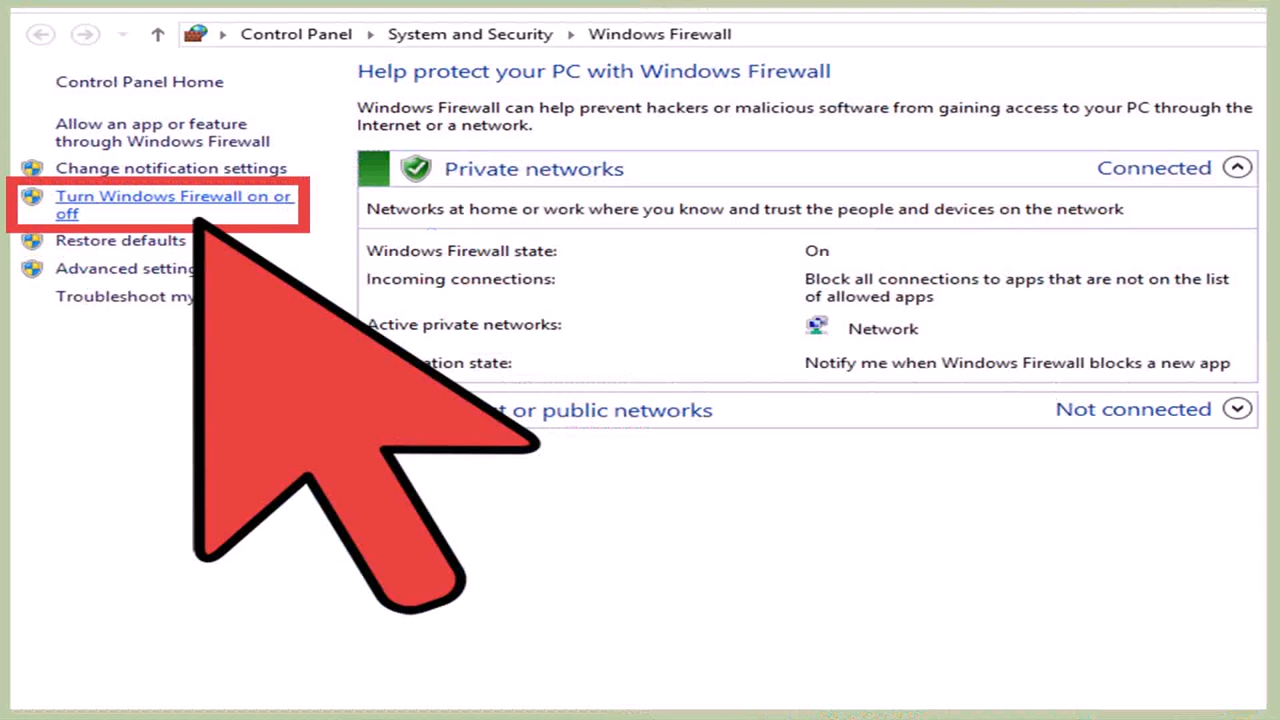 Control Panel System and Security Windows Firewall
Control Panel Home
Allow an app or feature
through Windows Firewall
Change notification settings
Turn Windows Firewall on or
off
Restore defaults
Advanced
Troubleshoot my
Help protect your PC with Windows Firewall
Windows Firewall can help prevent hackers or malicious software from gaining access to your PC through the
Internet or a network.
Private networks Connected
Networks at home or work where you know and trust the people and devices on the network
Windows Firewall state: On
Incoming connections: Block all connections to apps that are not on the list
of allowed apps
Active private networks: Network
state: Notify me when Windows Firewall blocks a new app
or public networks Not connected